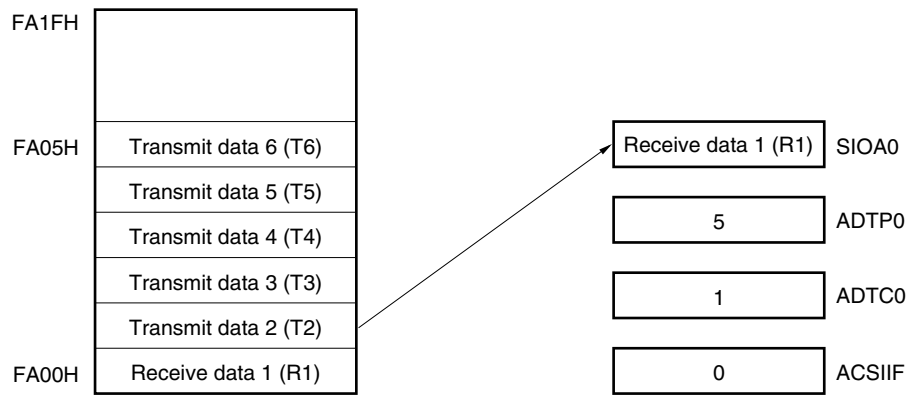 FA1FH
FA05H
Transmit data 6 (T6)
Receive data 1 (R1)
SIOA0
Transmit data 5 (T5)
5
ADTP0
Transmit data 4 (T4)
Transmit data 3 (T3)
1
ADTC0
Transmit data 2 (T2)
FA00H
Receive data 1 (R1)
0
ACSIIF